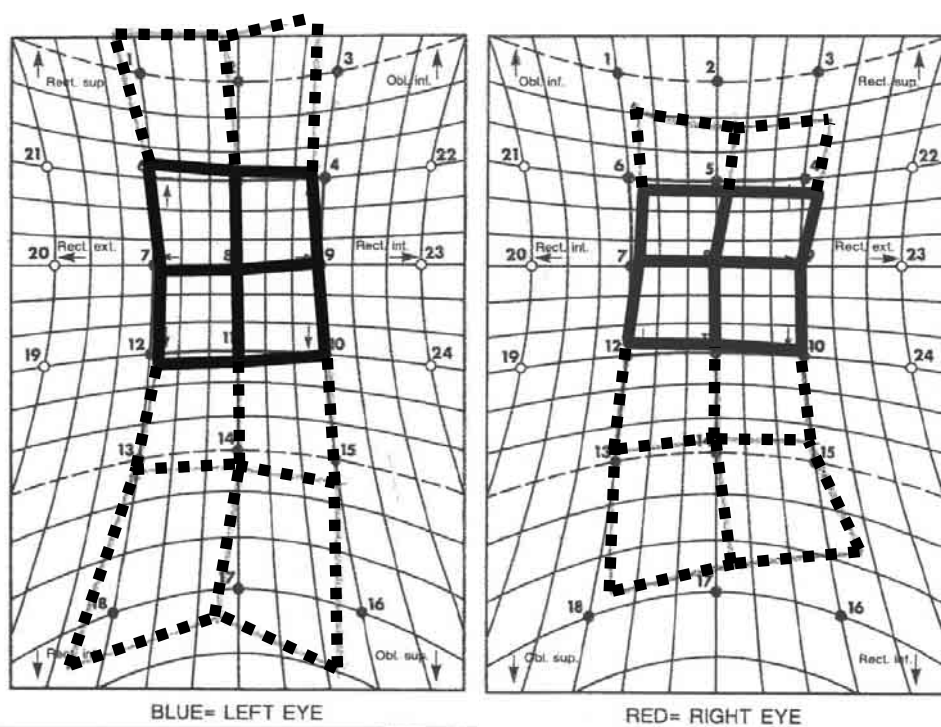 1 3
Rect. sup. Obl. inf.
21 4 22
20 Rect. ext. 7 8 9 Rect. int. 23
12 11 10
19 24
13 14 15
18 17 16
Obl. sup.
BLUE= LEFT EYE
1 2 3
Obl. inf. Rect. sup.
21 6 5 4 22
20 Rect. int. 7 Rect. ext. 23
12 10
19 24
13 14 15
18 17 16
Obl. sup. Rect. inf.
RED= RIGHT EYE